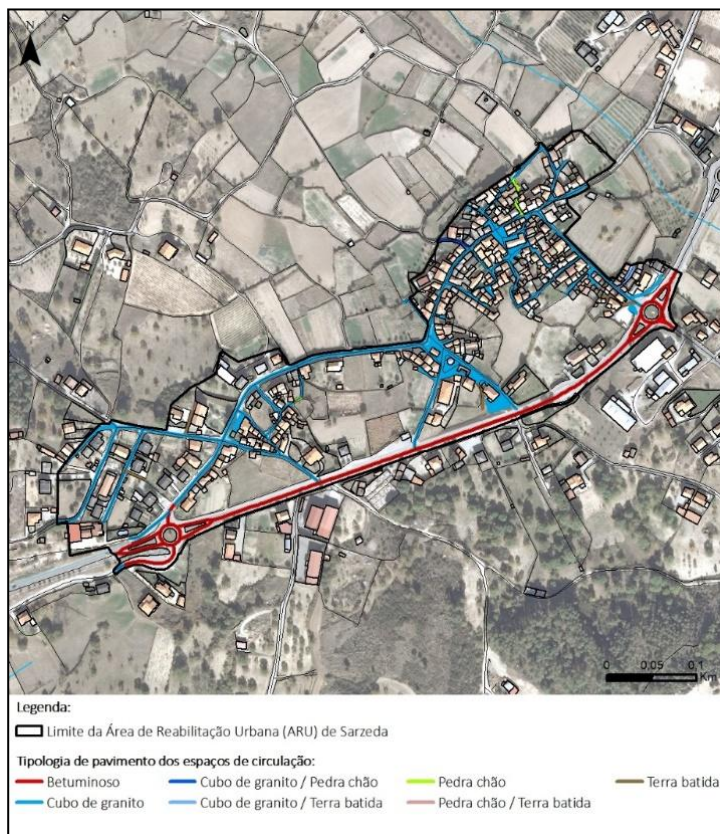 N
0 0,05 0,1
Km
Legenda:
Limite da Área de Reabilitação Urbana (ARU) de Sarzeda
Tipologia de pavimento dos espaços de circulação:
Betuminoso Cubo de granito / Pedra chão Pedra chão Terra batida
Cubo de granito Cubo de granito / Terra batida Pedra chão / Terra batida